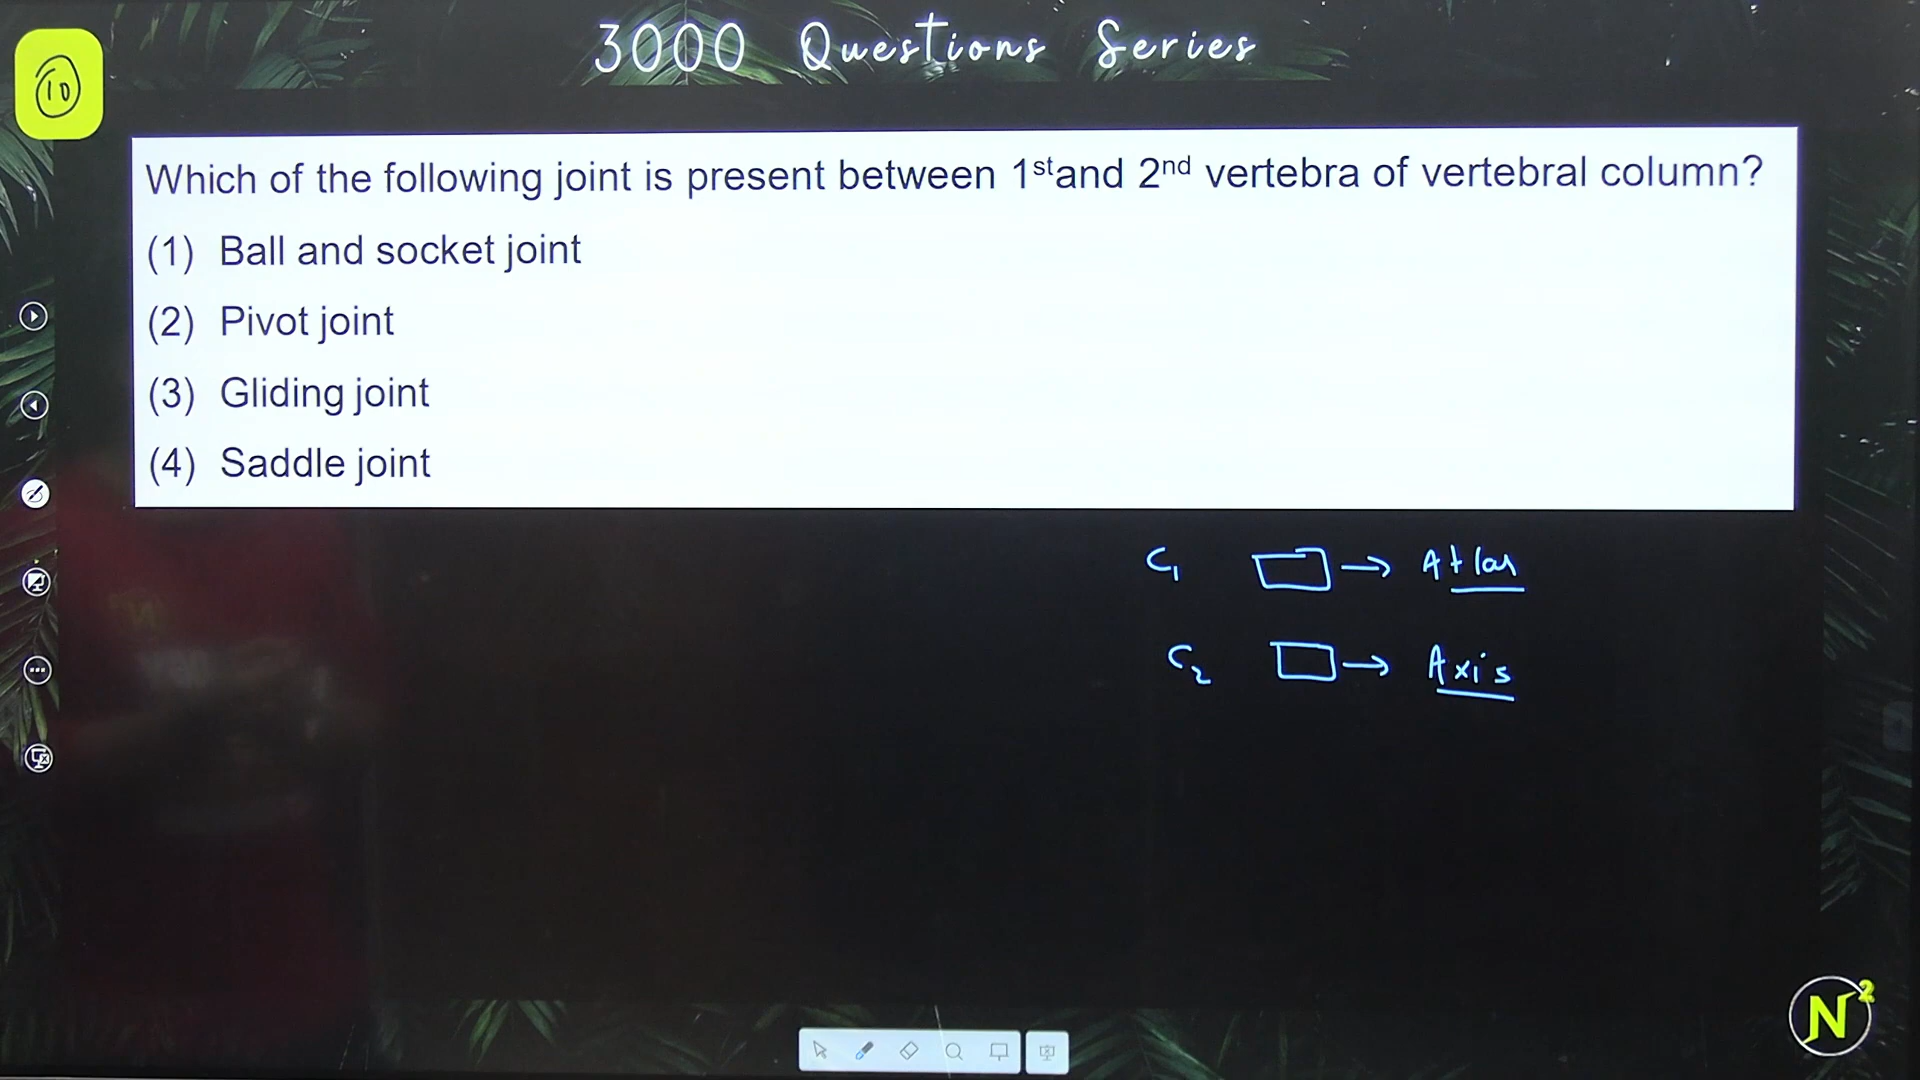 3000 Questions Series
10
Which of the following joint is present between 1st and 2nd vertebra of vertebral column?
(1) Ball and socket joint
(2) Pivot joint
(3) Gliding joint
(4) Saddle joint
C1 → Atlas
C2 → Axis
N2